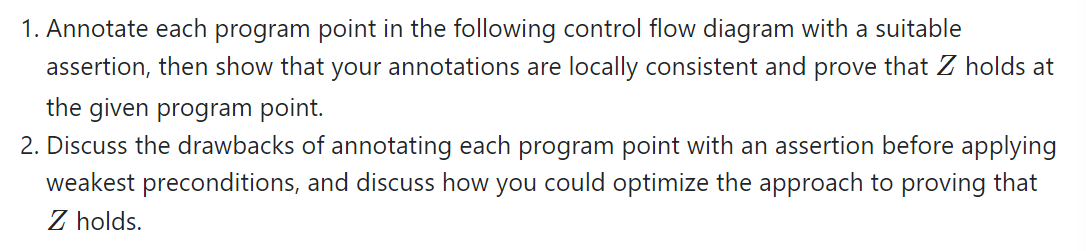 1. Annotate each program point in the following control flow diagram with a suitable
assertion, then show that your annotations are locally consistent and prove that Z holds at
the given program point.
2. Discuss the drawbacks of annotating each program point with an assertion before applying
weakest preconditions, and discuss how you could optimize the approach to proving that
Z holds.